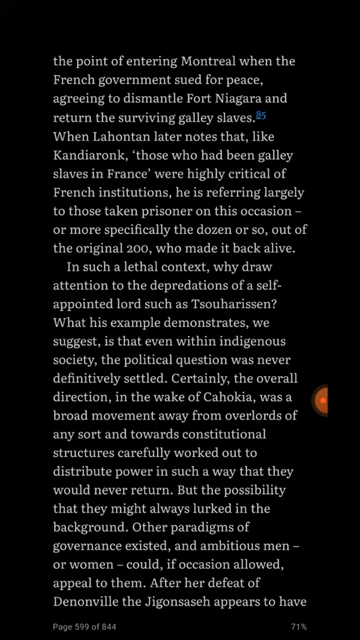 the point of entering Montreal when the
French government sued for peace,
agreeing to dismantle Fort Niagara and
return the surviving galley slaves.85
When Lahontan later notes that, like
Kandiaronk, ‘those who had been galley
slaves in France’ were highly critical of
French institutions, he is referring largely
to those taken prisoner on this occasion –
or more specifically the dozen or so, out of
the original 200, who made it back alive.
In such a lethal context, why draw
attention to the depredations of a self-
appointed lord such as Tsouharissen?
What his example demonstrates, we
suggest, is that even within indigenous
society, the political question was never
definitively settled. Certainly, the overall
direction, in the wake of Cahokia, was a
broad movement away from overlords of
any sort and towards constitutional
structures carefully worked out to
distribute power in such a way that they
would never return. But the possibility
that they might always lurked in the
background. Other paradigms of
governance existed, and ambitious men –
or women – could, if occasion allowed,
appeal to them. After her defeat of
Denonville the Jigonsaseh appears to have
Page 599 of 844
71%